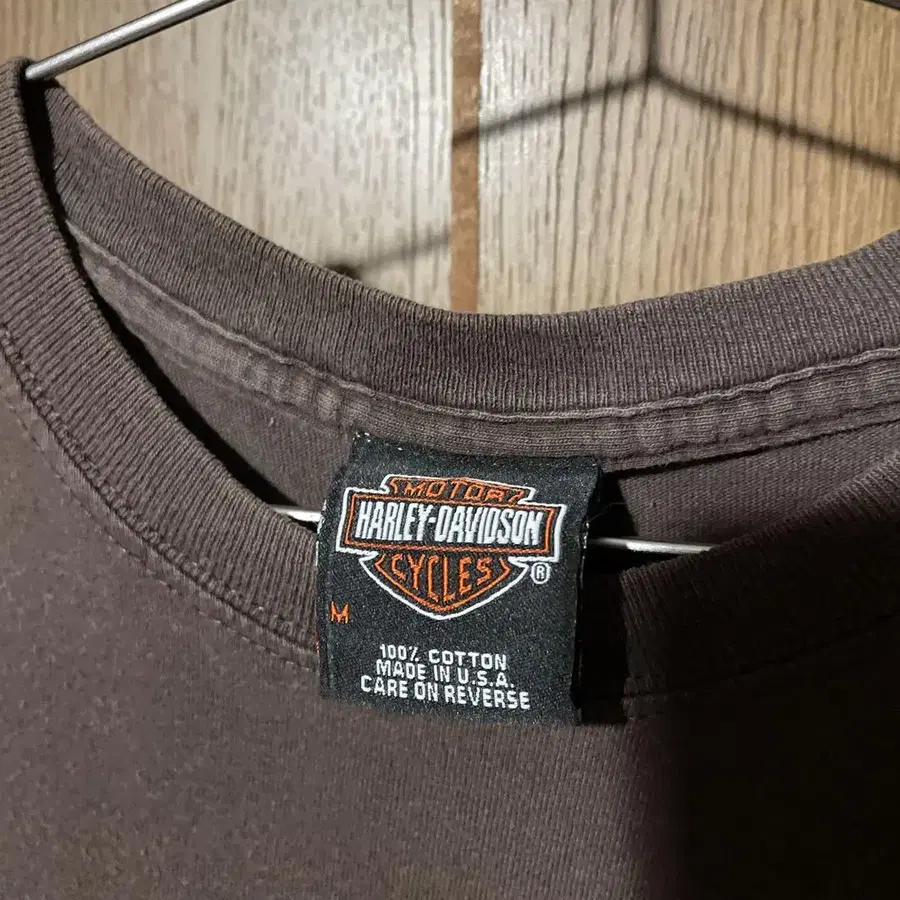 MOTOR
HARLEY-DAVIDSON
CYCLES
®
M
100% COTTON
MADE IN U.S.A.
CARE ON REVERSE